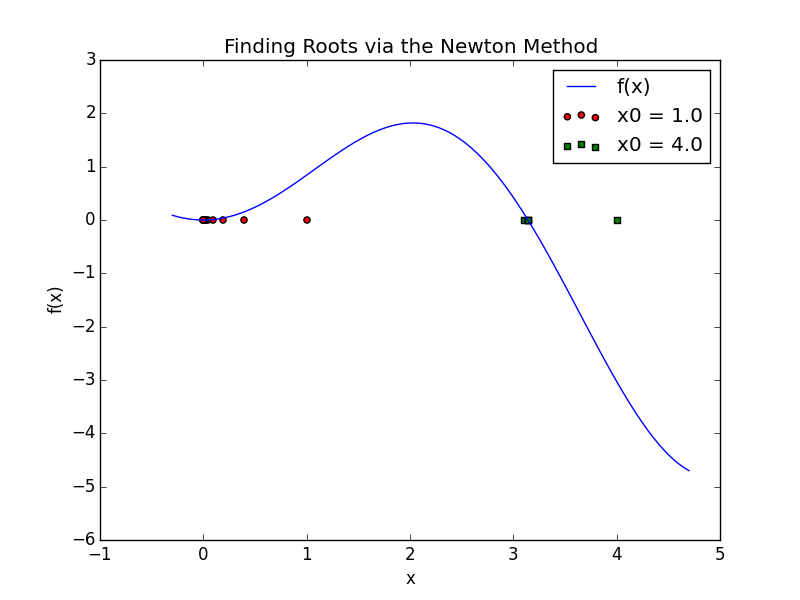 Finding Roots via the Newton Method
f(x)
x0 = 1.0
x0 = 4.0
3
2
1
0
−1
−2
−3
−4
−5
−6
f(x)
−1 0 1 2 3 4 5
x